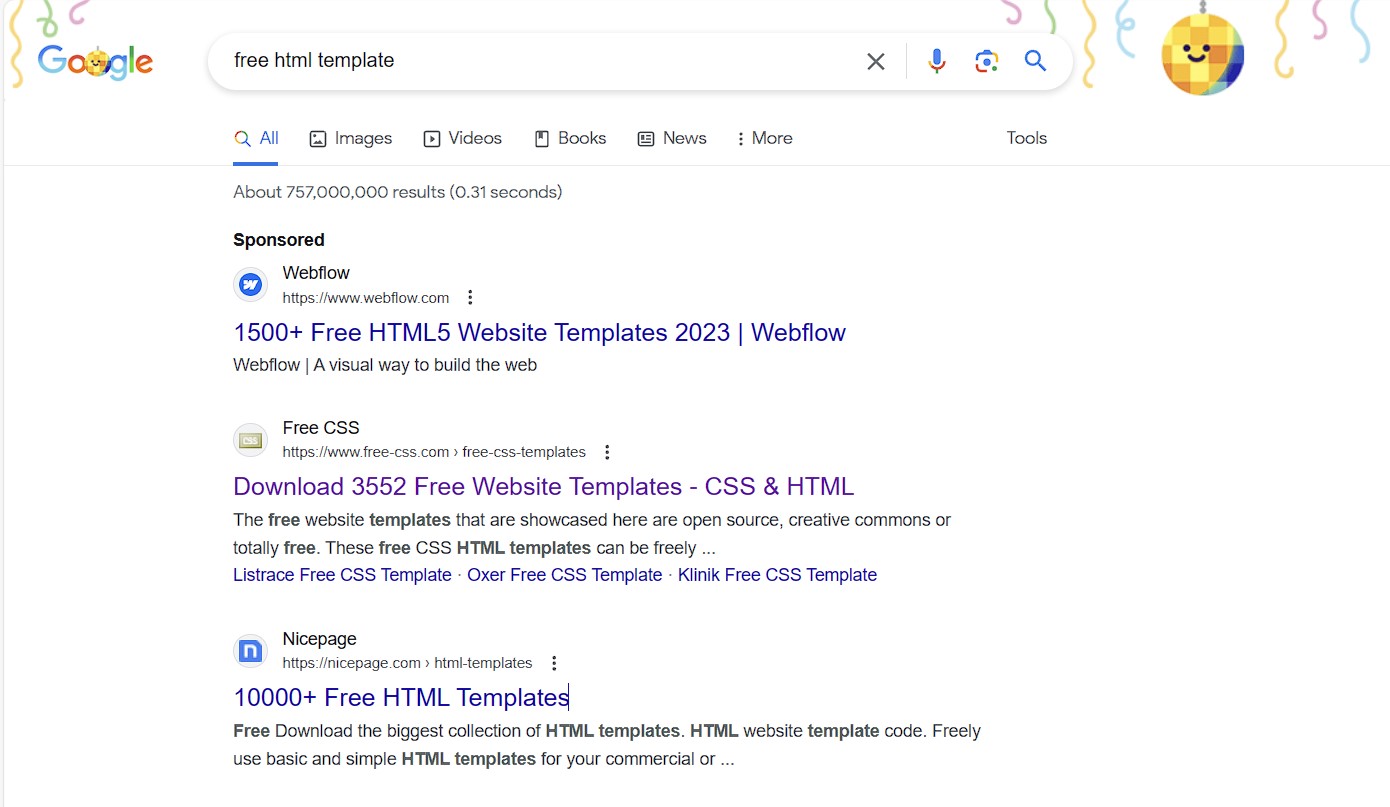 Google
free html template
All Images Videos Books News More Tools
About 757,000,000 results (0.31 seconds)
Sponsored
Webflow
https://www.webflow.com
1500+ Free HTML5 Website Templates 2023 | Webflow
Webflow | A visual way to build the web
CSS
Free CSS
https://www.free-css.com › free-css-templates
Download 3552 Free Website Templates - CSS & HTML
The free website templates that are showcased here are open source, creative commons or
totally free. These free CSS HTML templates can be freely ...
Listrace Free CSS Template · Oxer Free CSS Template · Klinik Free CSS Template
Nicepage
https://nicepage.com › html-templates
10000+ Free HTML Templates
Free Download the biggest collection of HTML templates. HTML website template code. Freely
use basic and simple HTML templates for your commercial or ...